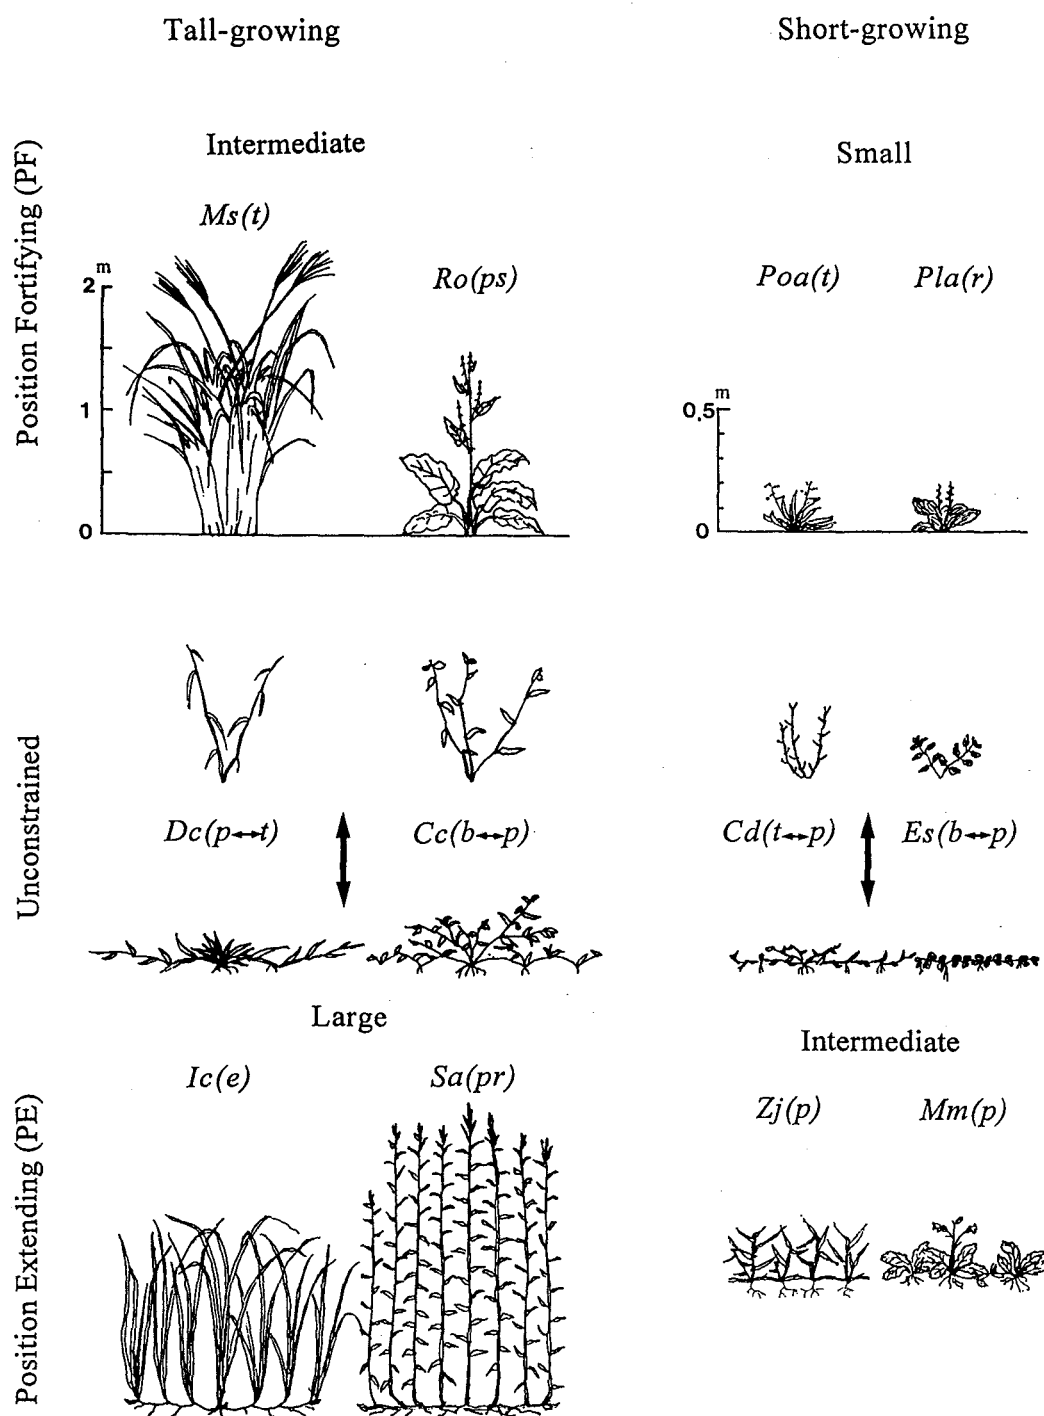 Tall-growing
Short-growing
Position Fortifying (PF)
Intermediate
Small
Ms(t)
Ro(ps)
Poa(t)
Pla(r)
m
2
1
0
m
0.5
0
Unconstrained
Dc(p↔t)
Cc(b↔p)
Cd(t↔p)
Es(b↔p)
Large
Intermediate
Position Extending (PE)
Ic(e)
Sa(pr)
Zj(p)
Mm(p)